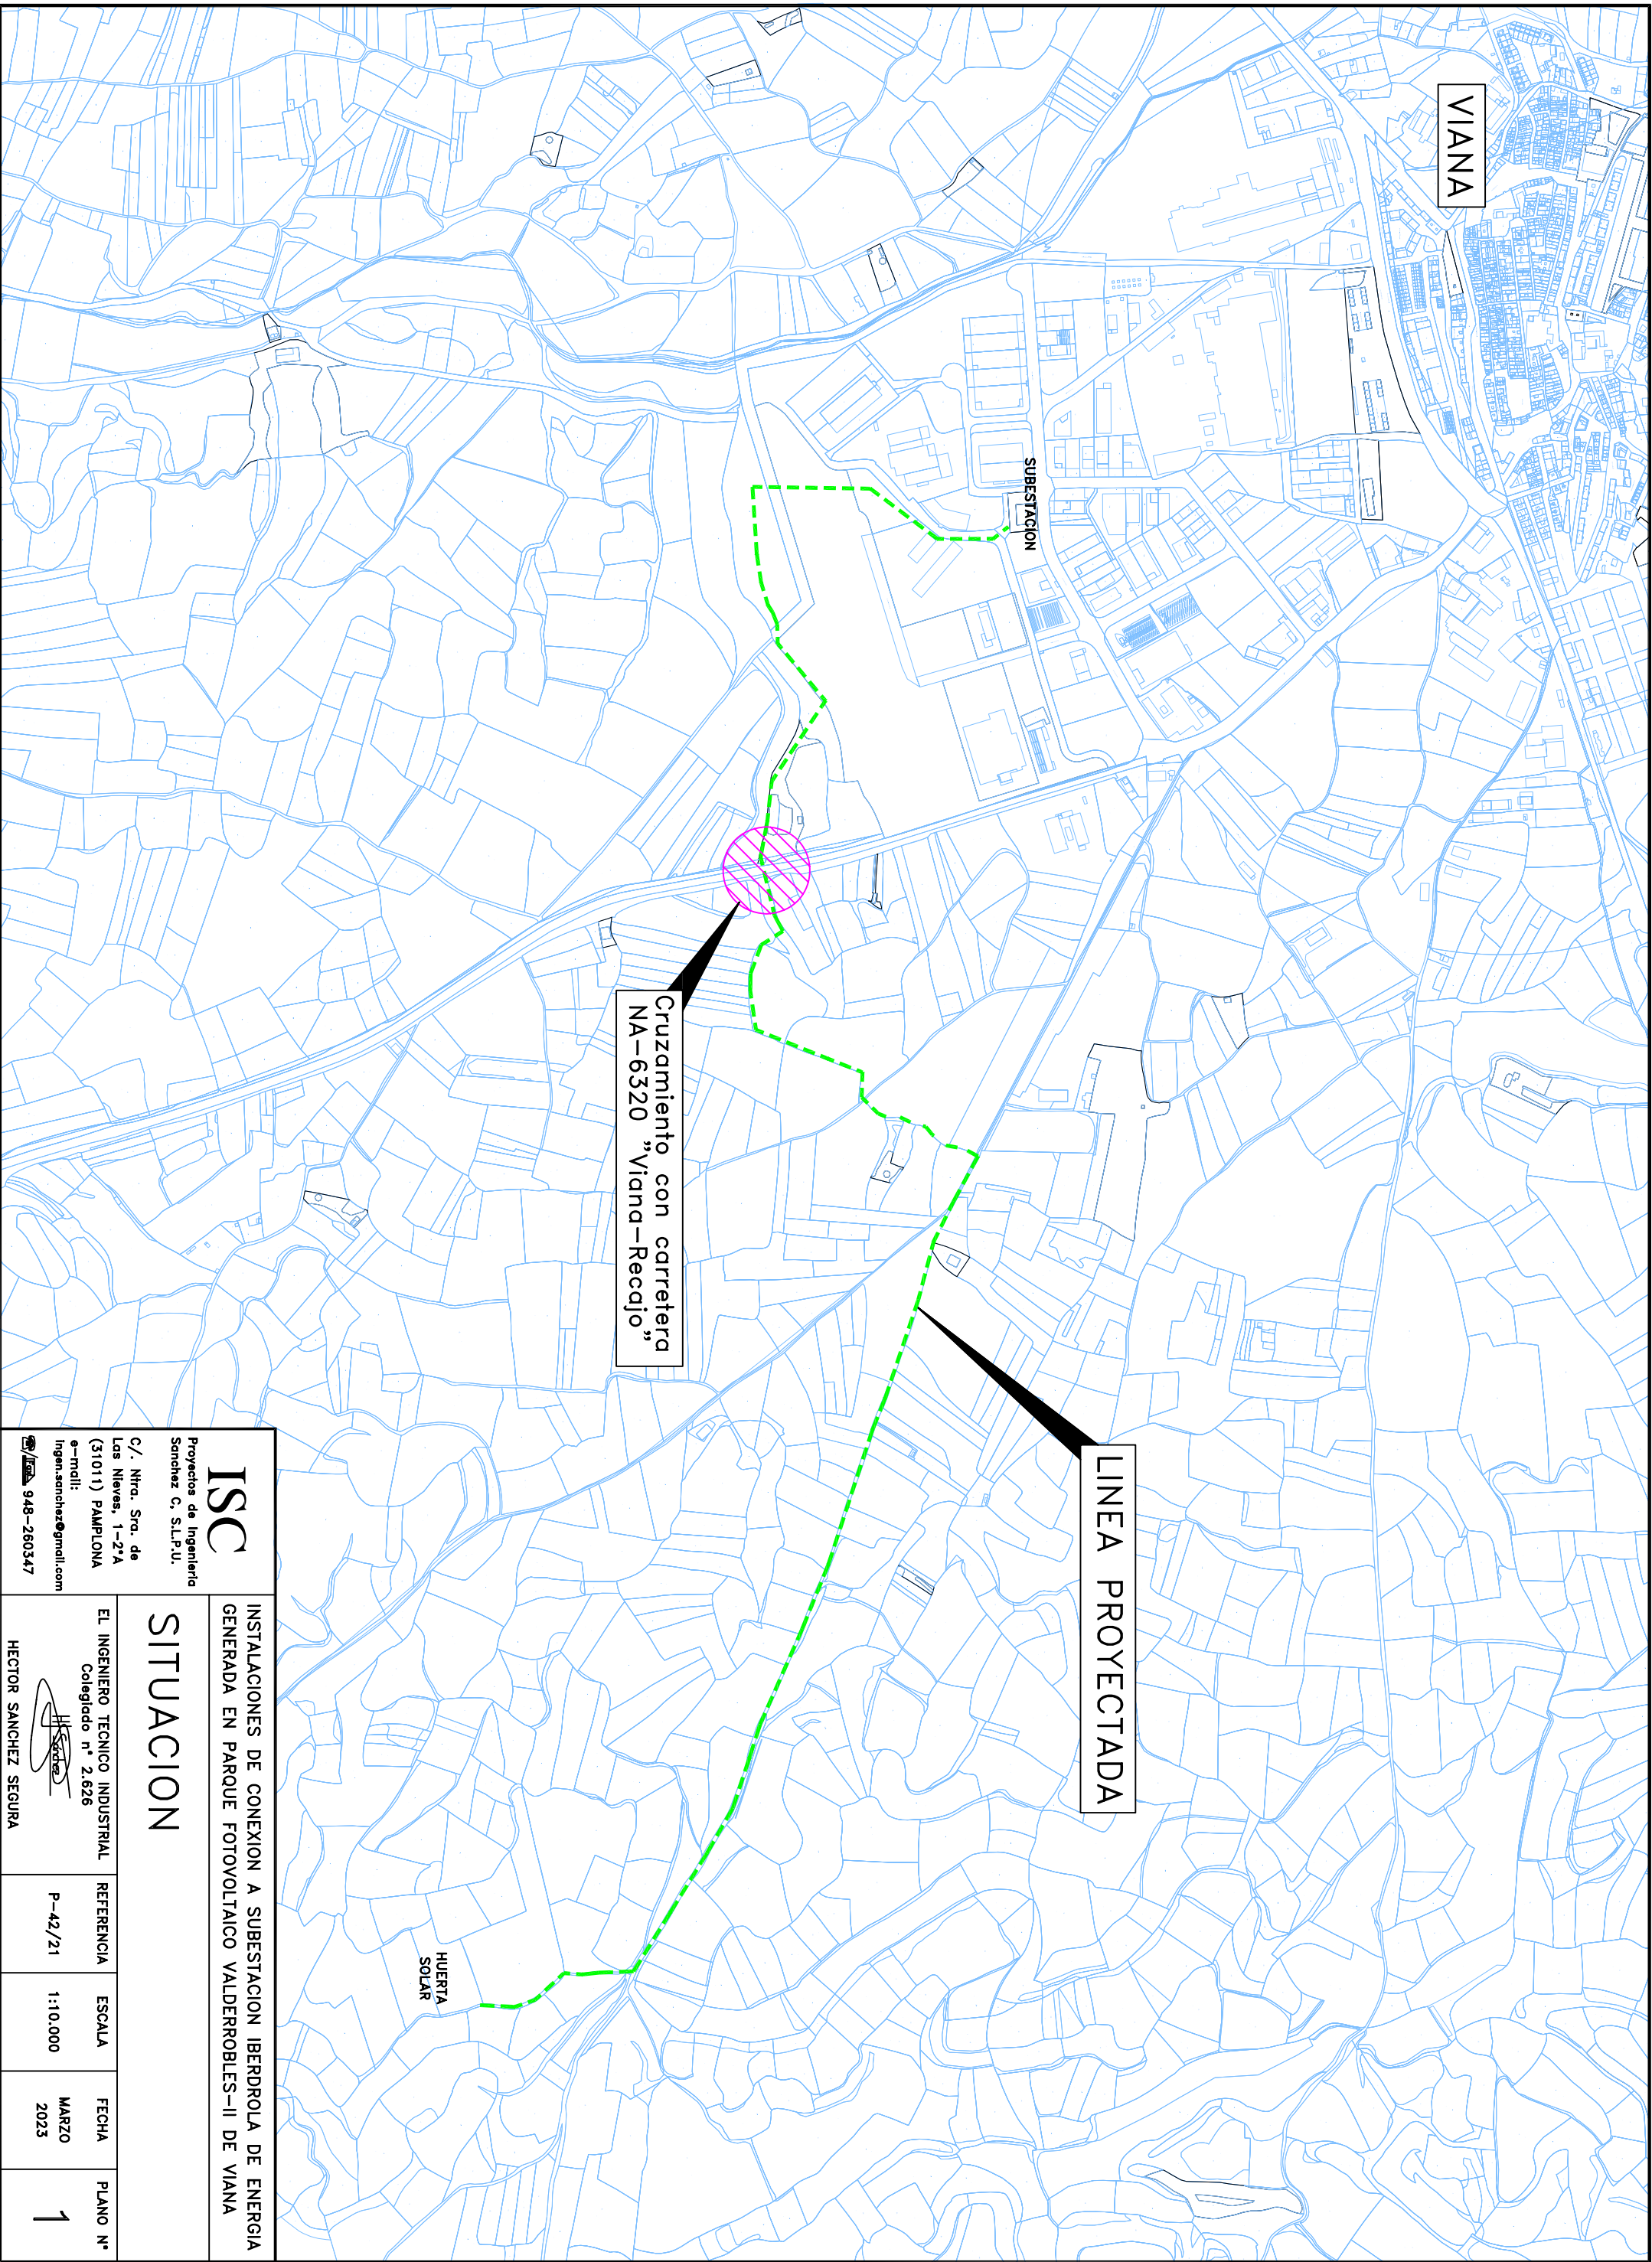 VIANA
SUBESTACION
Cruzamiento con carretera
NA-6320 "Viana-Recajo"
LINEA PROYECTADA
HUERTA
SOLAR
ISC
Proyectos de Ingenieria
Sanchez C, S.L.P.U.
C/. Ntra. Sra. de
Las Nieves, 1-2ºA
(31011) PAMPLONA
e-mail:
ingen.sanchez@gmail.com
948-260347
INSTALACIONES DE CONEXION A SUBESTACION IBERDROLA DE ENERGIA
GENERADA EN PARQUE FOTOVOLTAICO VALDERROBLES-II DE VIANA
SITUACION
EL INGENIERO TECNICO INDUSTRIAL
Colegiado nº 2.626
HECTOR SANCHEZ SEGURA
REFERENCIA
P-42/21
ESCALA
1:10.000
FECHA
MARZO
2023
PLANO Nº
1